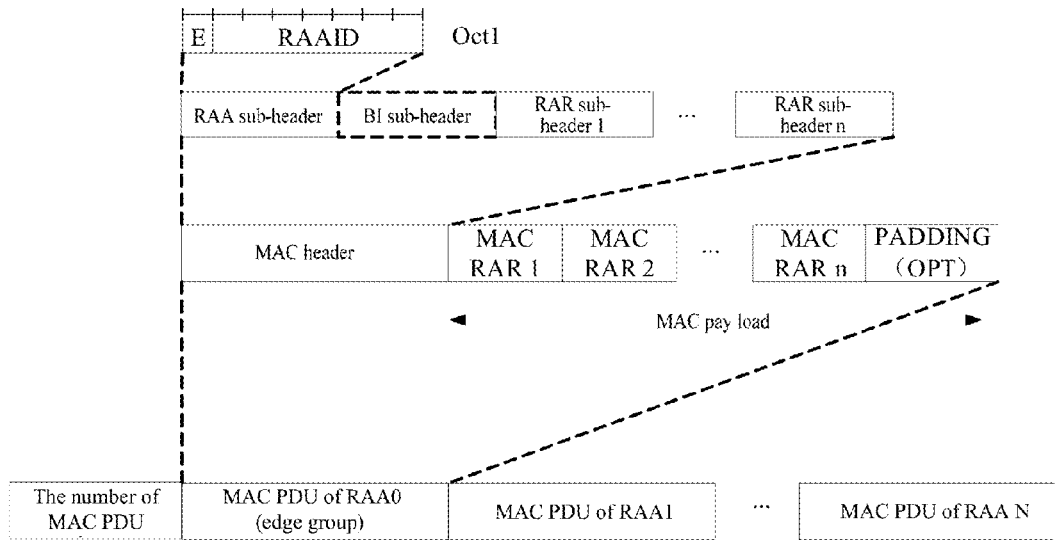 E RAAID Oct1
RAA sub-header BI sub-header RAR sub-header 1 ... RAR sub-header n
MAC header MAC RAR 1 MAC RAR 2 ... MAC RAR n PADDING (OPT)
MAC pay load
The number of MAC PDU MAC PDU of RAA0 (edge group) MAC PDU of RAA1 ... MAC PDU of RAA N